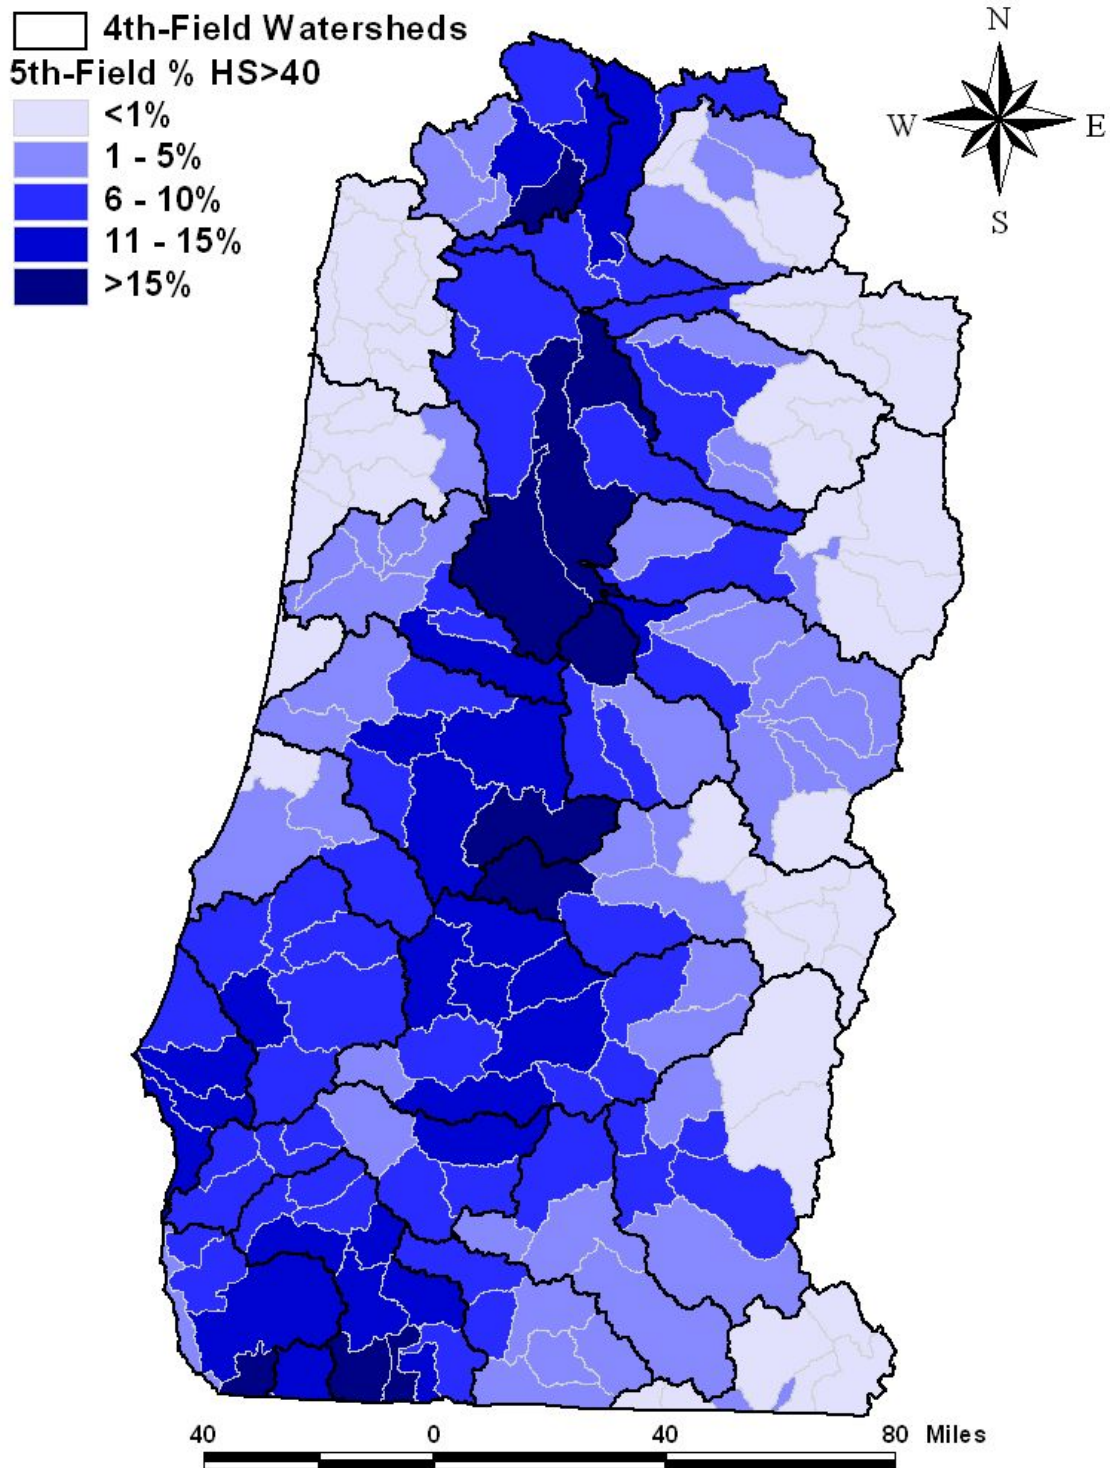 4th-Field Watersheds
5th-Field % HS>40
<1%
1 - 5%
6 - 10%
11 - 15%
>15%
N
W E
S
40 0 40 80 Miles